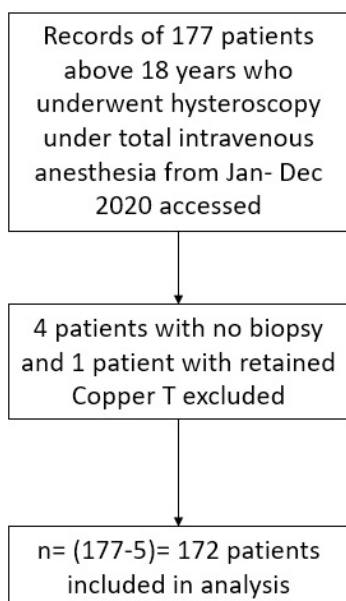 Records of 177 patients
above 18 years who
underwent hysteroscopy
under total intravenous
anesthesia from Jan- Dec
2020 accessed
4 patients with no biopsy
and 1 patient with retained
Copper T excluded
n= (177-5)= 172 patients
included in analysis